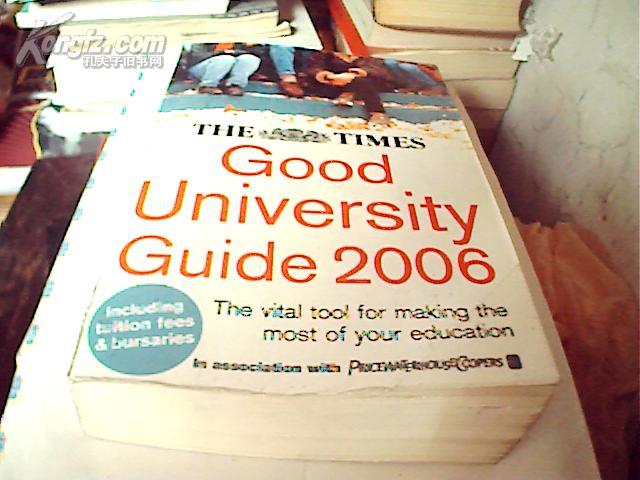 Kongfz.com
孔夫子旧书网
THE TIMES
Good
University
Guide 2006
Including
tuition fees
& bursaries
The vital tool for making the
most of your education
In association with PRICEWATERHOUSECOOPERS